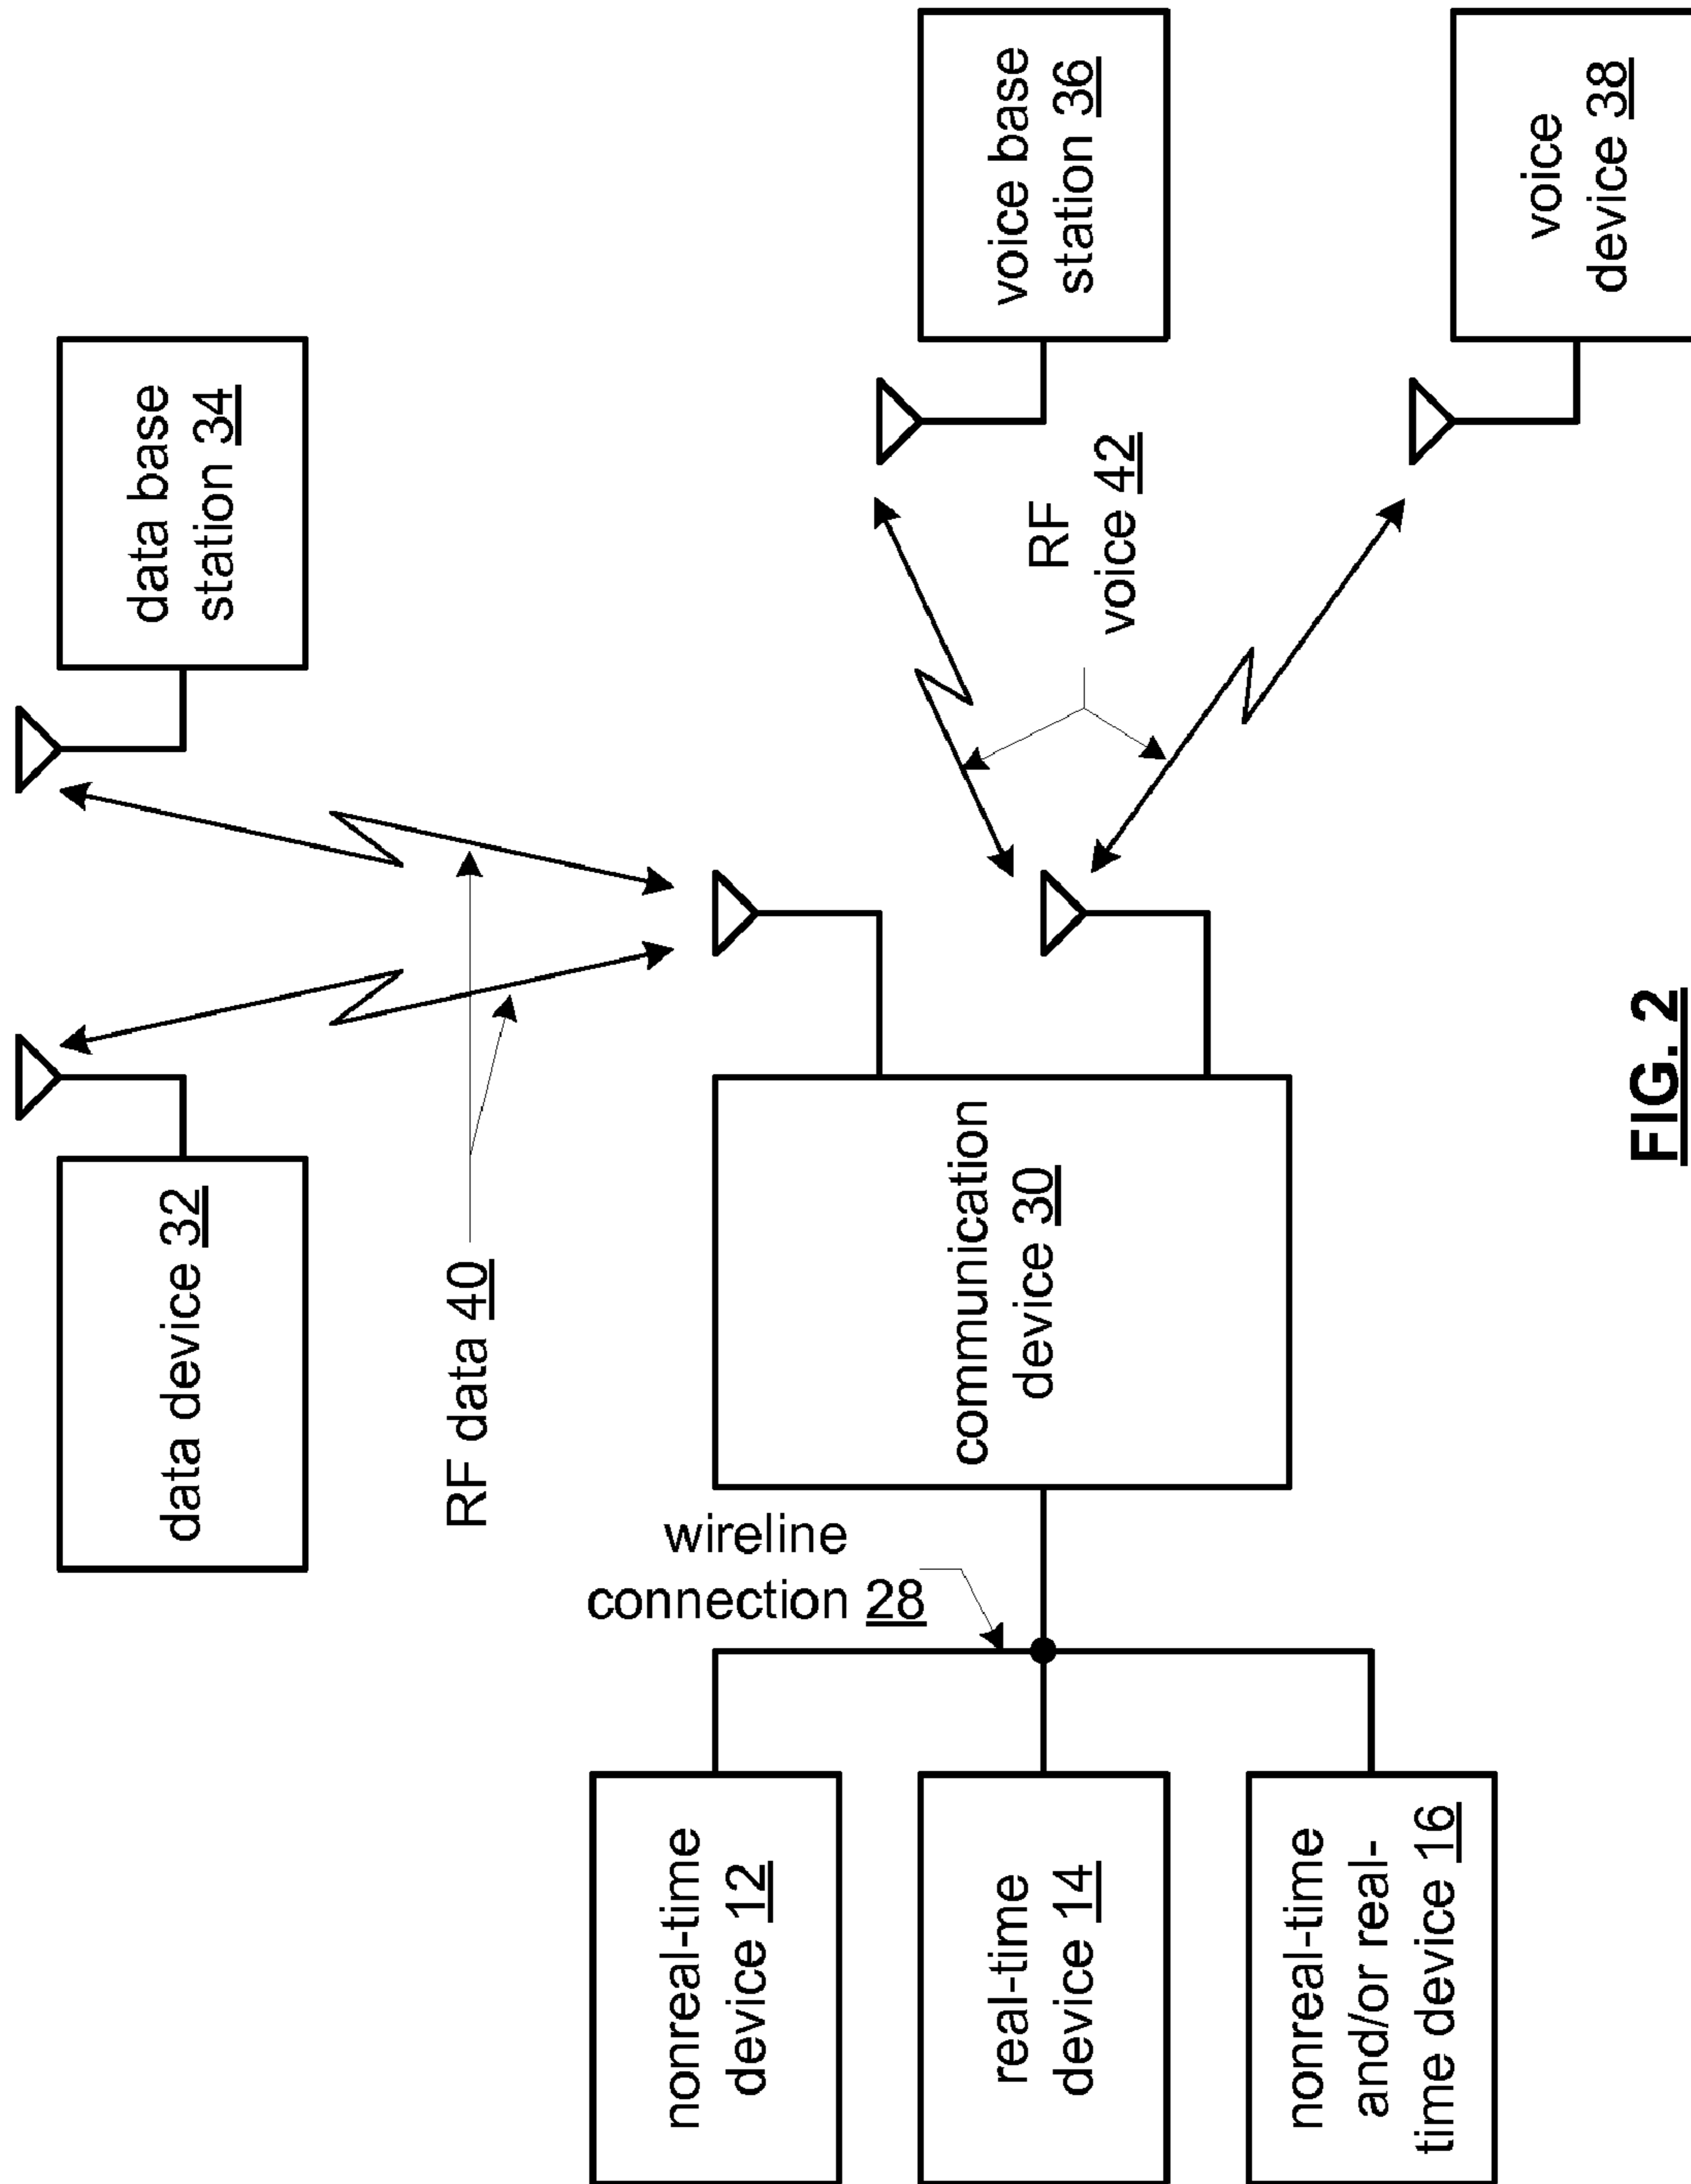 data device 32
data base
station 34
RF data 40
wireline
connection 28
nonreal-time
device 12
real-time
device 14
nonreal-time
and/or real-
time device 16
communication
device 30
RF
voice 42
voice base
station 36
voice
device 38
FIG. 2